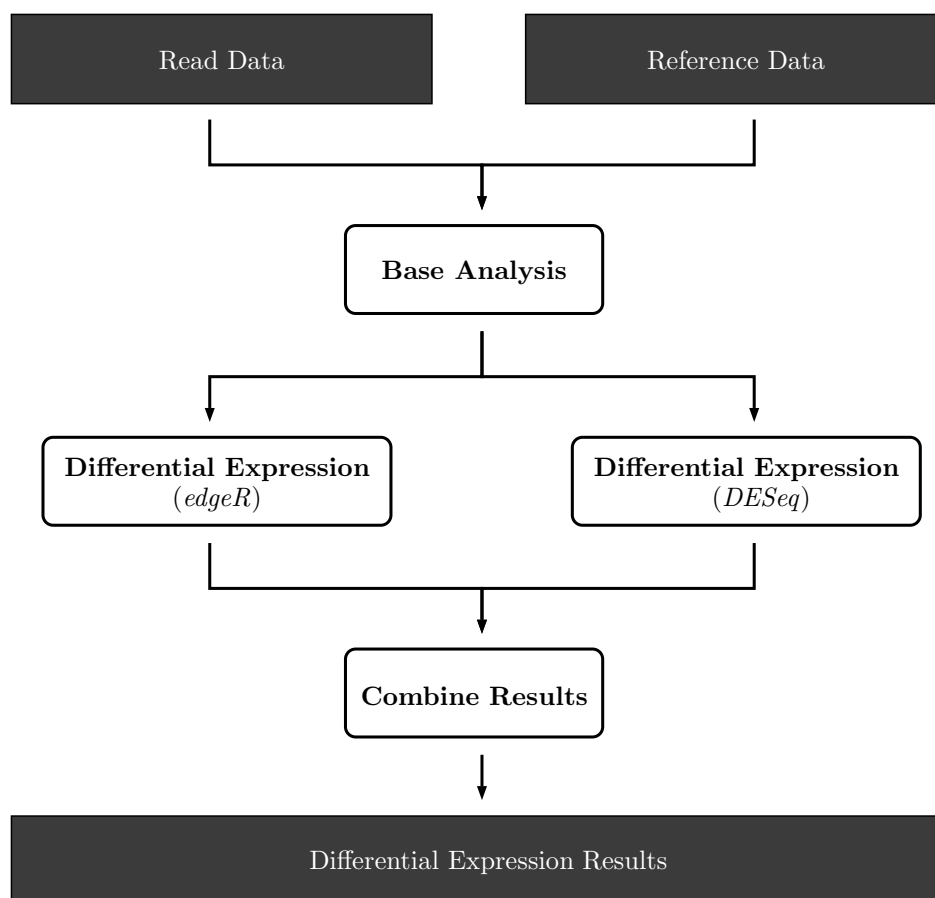 Read Data
Reference Data
Base Analysis
Differential Expression
(edgeR)
Differential Expression
(DESeq)
Combine Results
Differential Expression Results